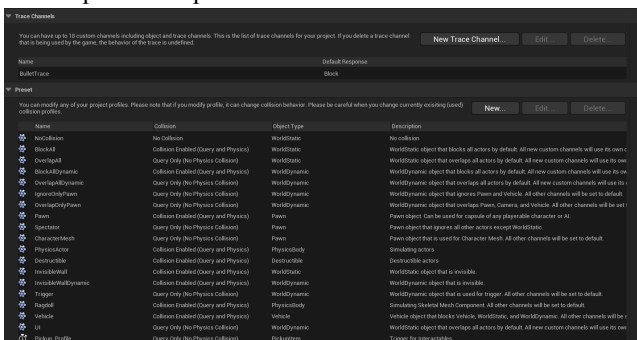 Trace Channels
You can have up to 18 custom channels including object and trace channels. This is the list of trace channels for your project. If you delete a trace channel
that is being used by the game, the behavior of the trace is undefined.
New Trace Channel... Edit... Delete...
Name Default Response
BulletTrace Block
Preset
You can modify any of your project profiles. Please note that if you modify profile, it can change collision behavior. Please be careful when you change currently existing (used)
collision profiles.
New... Edit... Delete...
Name Collision Object Type Description
NoCollision No Collision WorldStatic No collision
BlockAll Collision Enabled (Query and Physics) WorldStatic WorldStatic object that blocks all actors by default. All new custom channels will use its own
OverlapAll Query Only (No Physics Collision) WorldStatic WorldStatic object that overlaps all actors by default. All new custom channels will use its own
BlockAllDynamic Collision Enabled (Query and Physics) WorldDynamic WorldDynamic object that blocks all actors by default. All new custom channels will use its
OverlapAllDynamic Query Only (No Physics Collision) WorldDynamic WorldDynamic object that overlaps all actors by default. All new custom channels will use its
IgnoreOnlyPawn Query Only (No Physics Collision) WorldDynamic WorldDynamic object that ignores Pawn and Vehicle. All other channels will be set to default.
OverlapOnlyPawn Query Only (No Physics Collision) WorldDynamic WorldDynamic object that overlaps Pawn, Camera, and Vehicle. All other channels will be set
Pawn Collision Enabled (Query and Physics) Pawn Pawn object. Can be used for capsule of any playerable character or AI.
Spectator Query Only (No Physics Collision) Pawn Pawn object that ignores all other actors except WorldStatic.
CharacterMesh Query Only (No Physics Collision) Pawn Pawn object that is used for Character Mesh. All other channels will be set to default.
PhysicsActor Collision Enabled (Query and Physics) PhysicsBody Simulating actors
Destructible Collision Enabled (Query and Physics) Destructible Destructible actors
InvisibleWall Collision Enabled (Query and Physics) WorldStatic WorldStatic object that is invisible.
InvisibleWallDynamic Collision Enabled (Query and Physics) WorldDynamic WorldDynamic object that is invisible.
Trigger Query Only (No Physics Collision) WorldDynamic WorldDynamic object that is used for trigger. All other channels will be set to default.
Ragdoll Collision Enabled (Query and Physics) PhysicsBody Simulating Skeletal Mesh Component. All other channels will be set to default.
Vehicle Collision Enabled (Query and Physics) Vehicle Vehicle object that blocks Vehicle, WorldStatic, and WorldDynamic. All other channels will be
UI Query Only (No Physics Collision) WorldDynamic WorldStatic object that overlaps all actors by default. All new custom channels will use its own
Pickup_Profile Query Only (No Physics Collision) PickupItem Trigger for Interactables